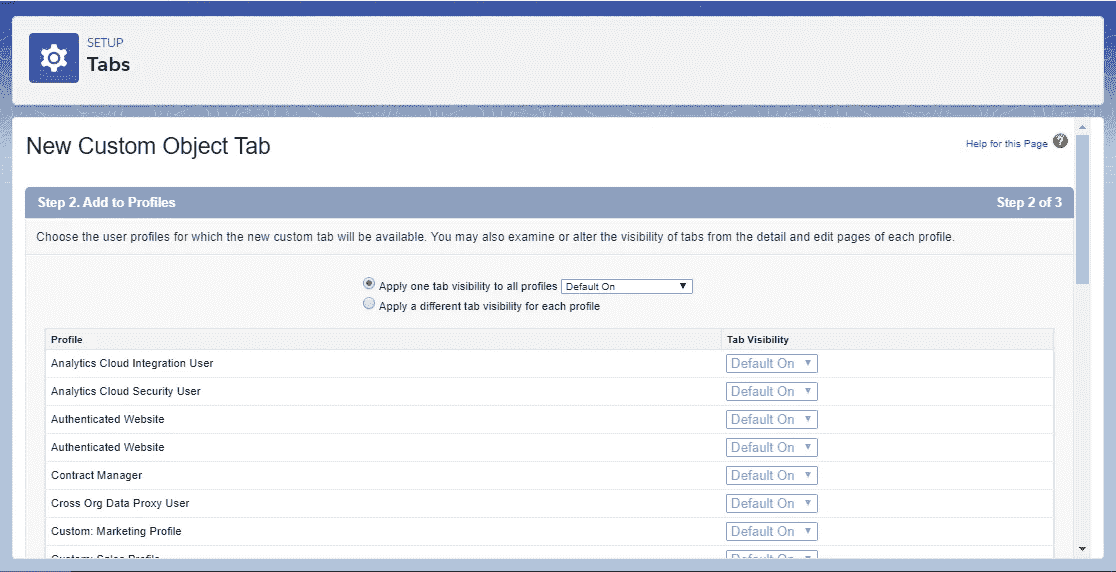 SETUP
Tabs
New Custom Object Tab
Help for this Page ?
Step 2. Add to Profiles Step 2 of 3
Choose the user profiles for which the new custom tab will be available. You may also examine or alter the visibility of tabs from the detail and edit pages of each profile.
Apply one tab visibility to all profiles Default On
Apply a different tab visibility for each profile
Profile Tab Visibility
Analytics Cloud Integration User Default On
Analytics Cloud Security User Default On
Authenticated Website Default On
Authenticated Website Default On
Contract Manager Default On
Cross Org Data Proxy User Default On
Custom: Marketing Profile Default On
Custom: Sales Profile Default On